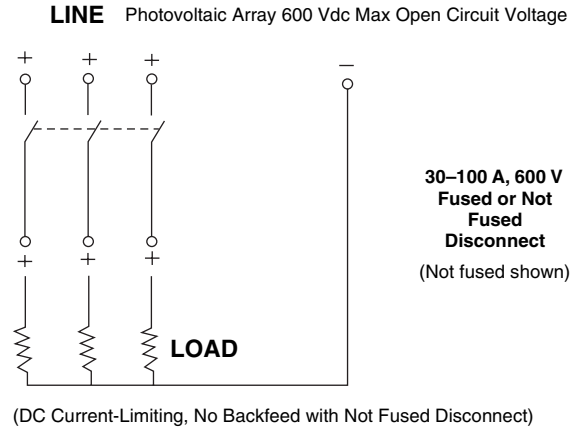 LINE Photovoltaic Array 600 Vdc Max Open Circuit Voltage
+ + + –
30–100 A, 600 V
Fused or Not
Fused
Disconnect
(Not fused shown)
+ + +
LOAD
(DC Current-Limiting, No Backfeed with Not Fused Disconnect)